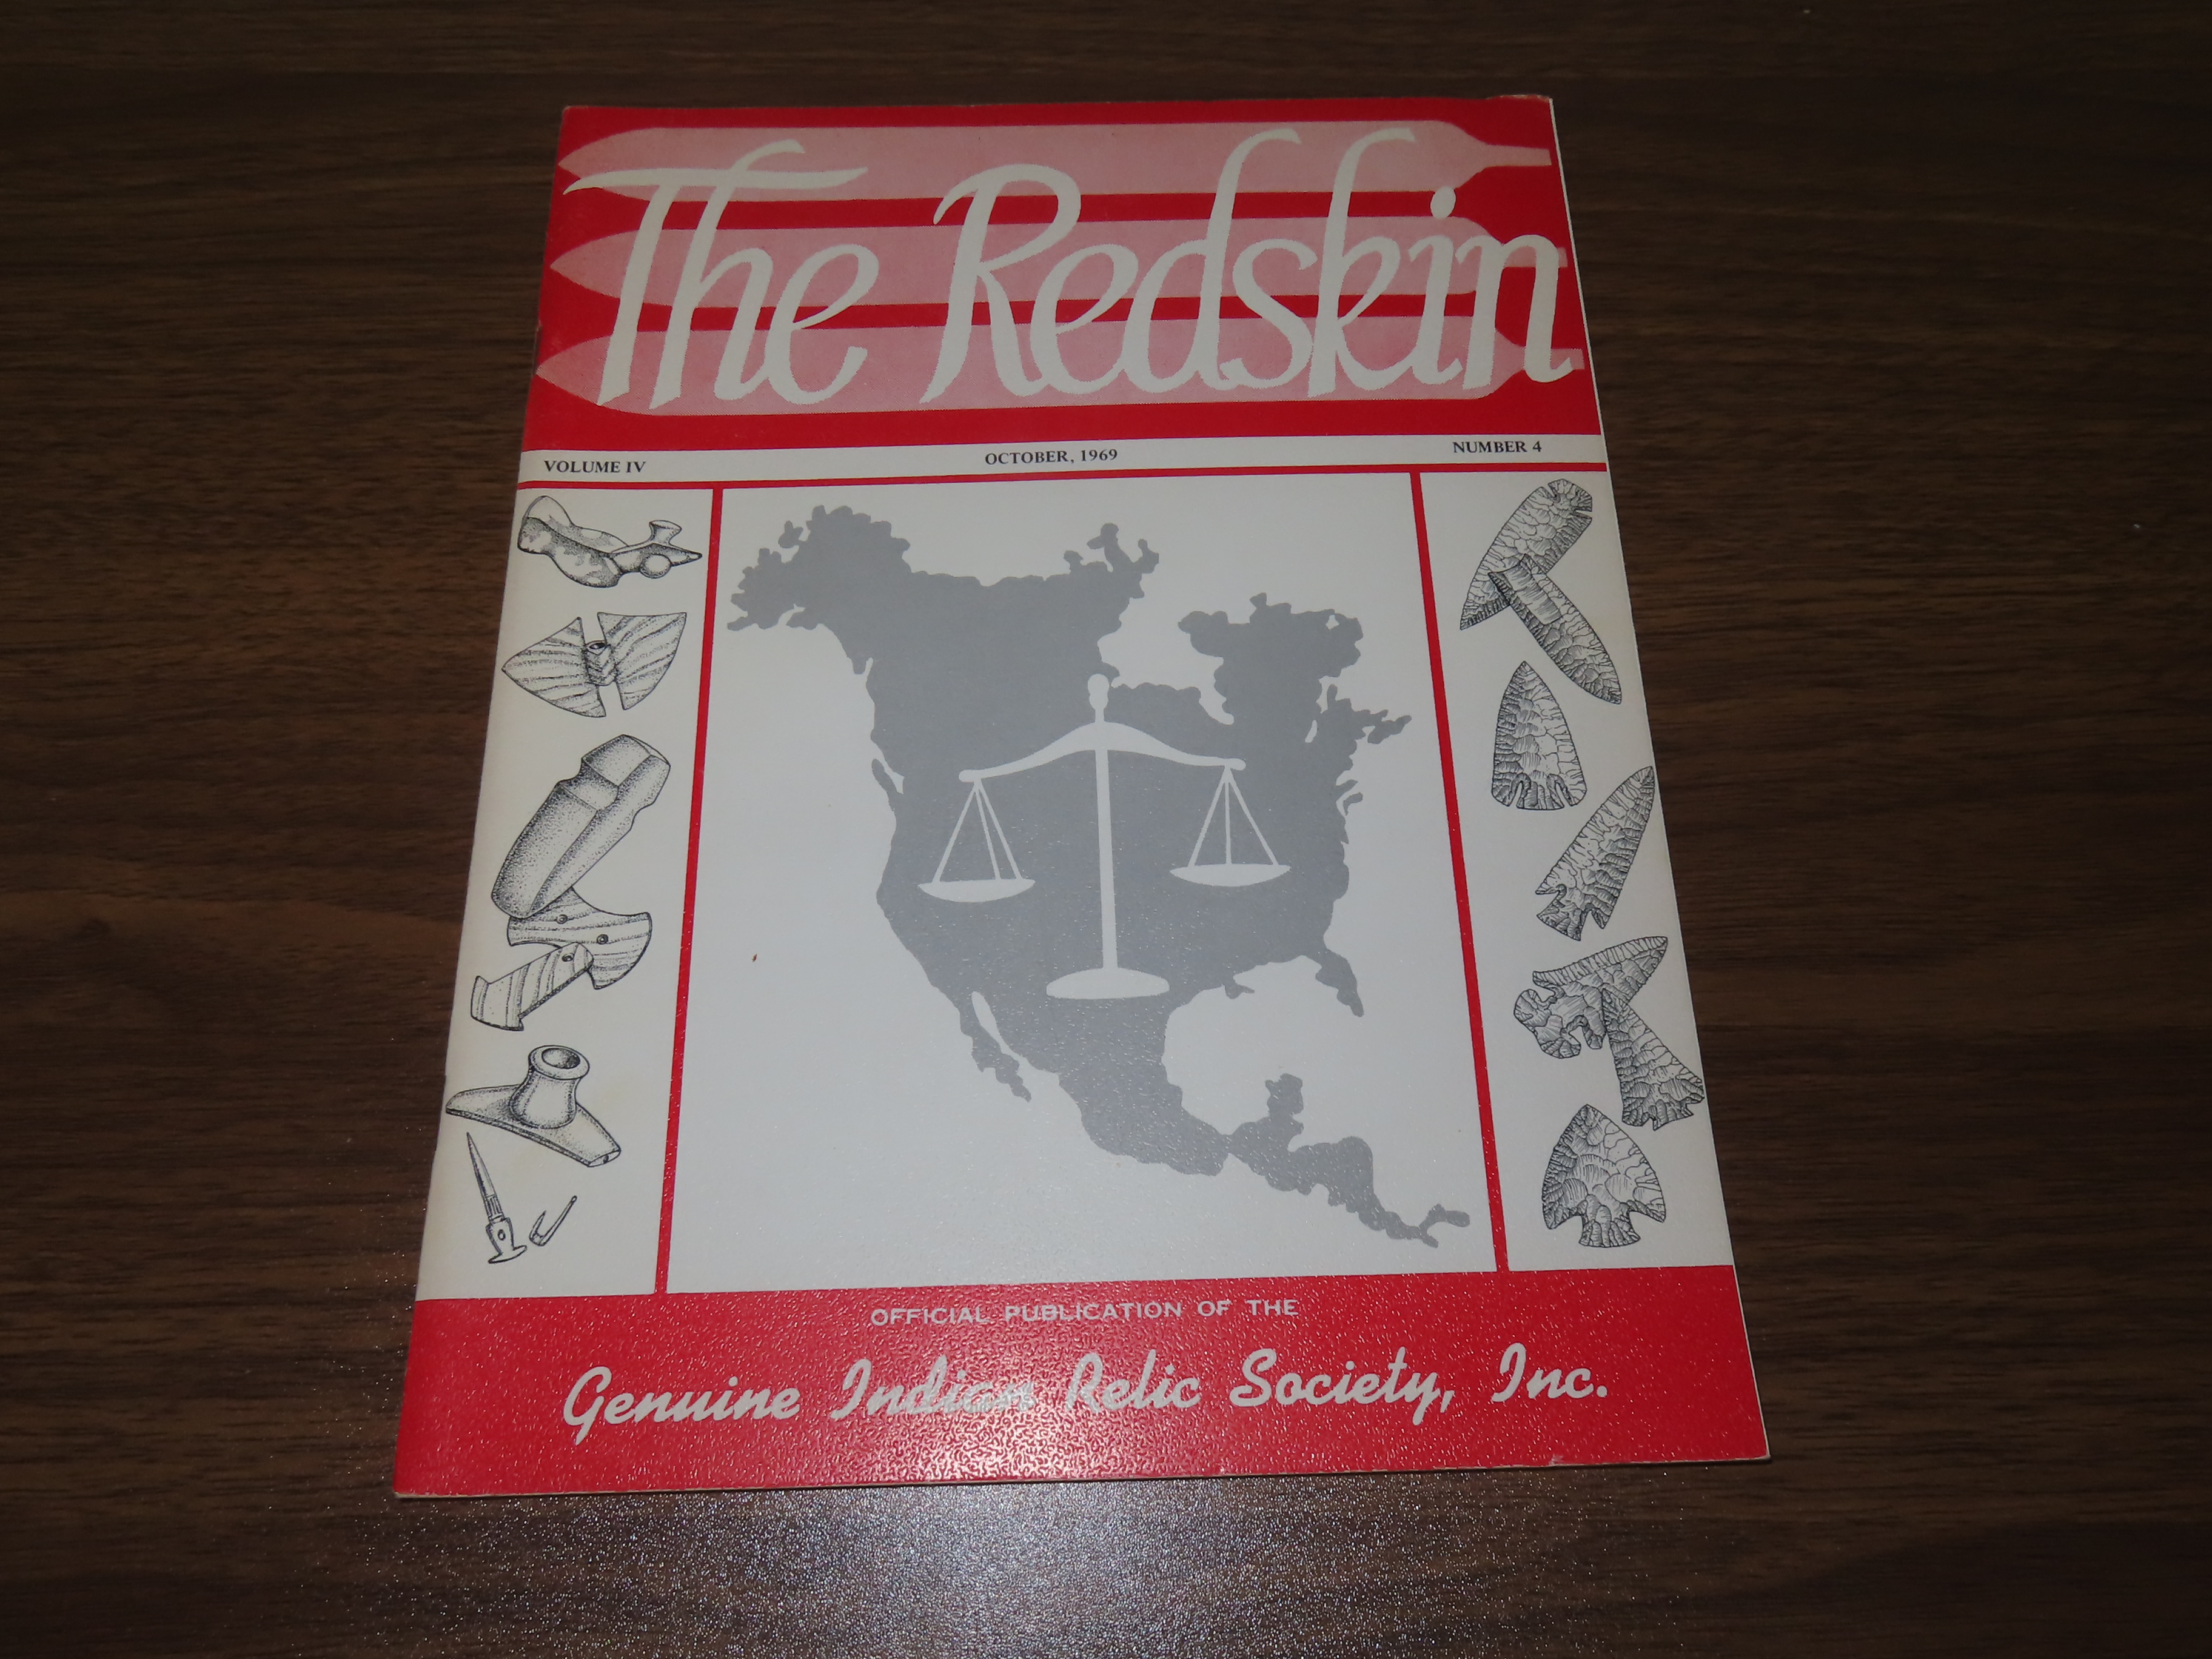 The Redskin
VOLUME IV OCTOBER, 1969 NUMBER 4
OFFICIAL PUBLICATION OF THE
Genuine Indian Relic Society, Inc.